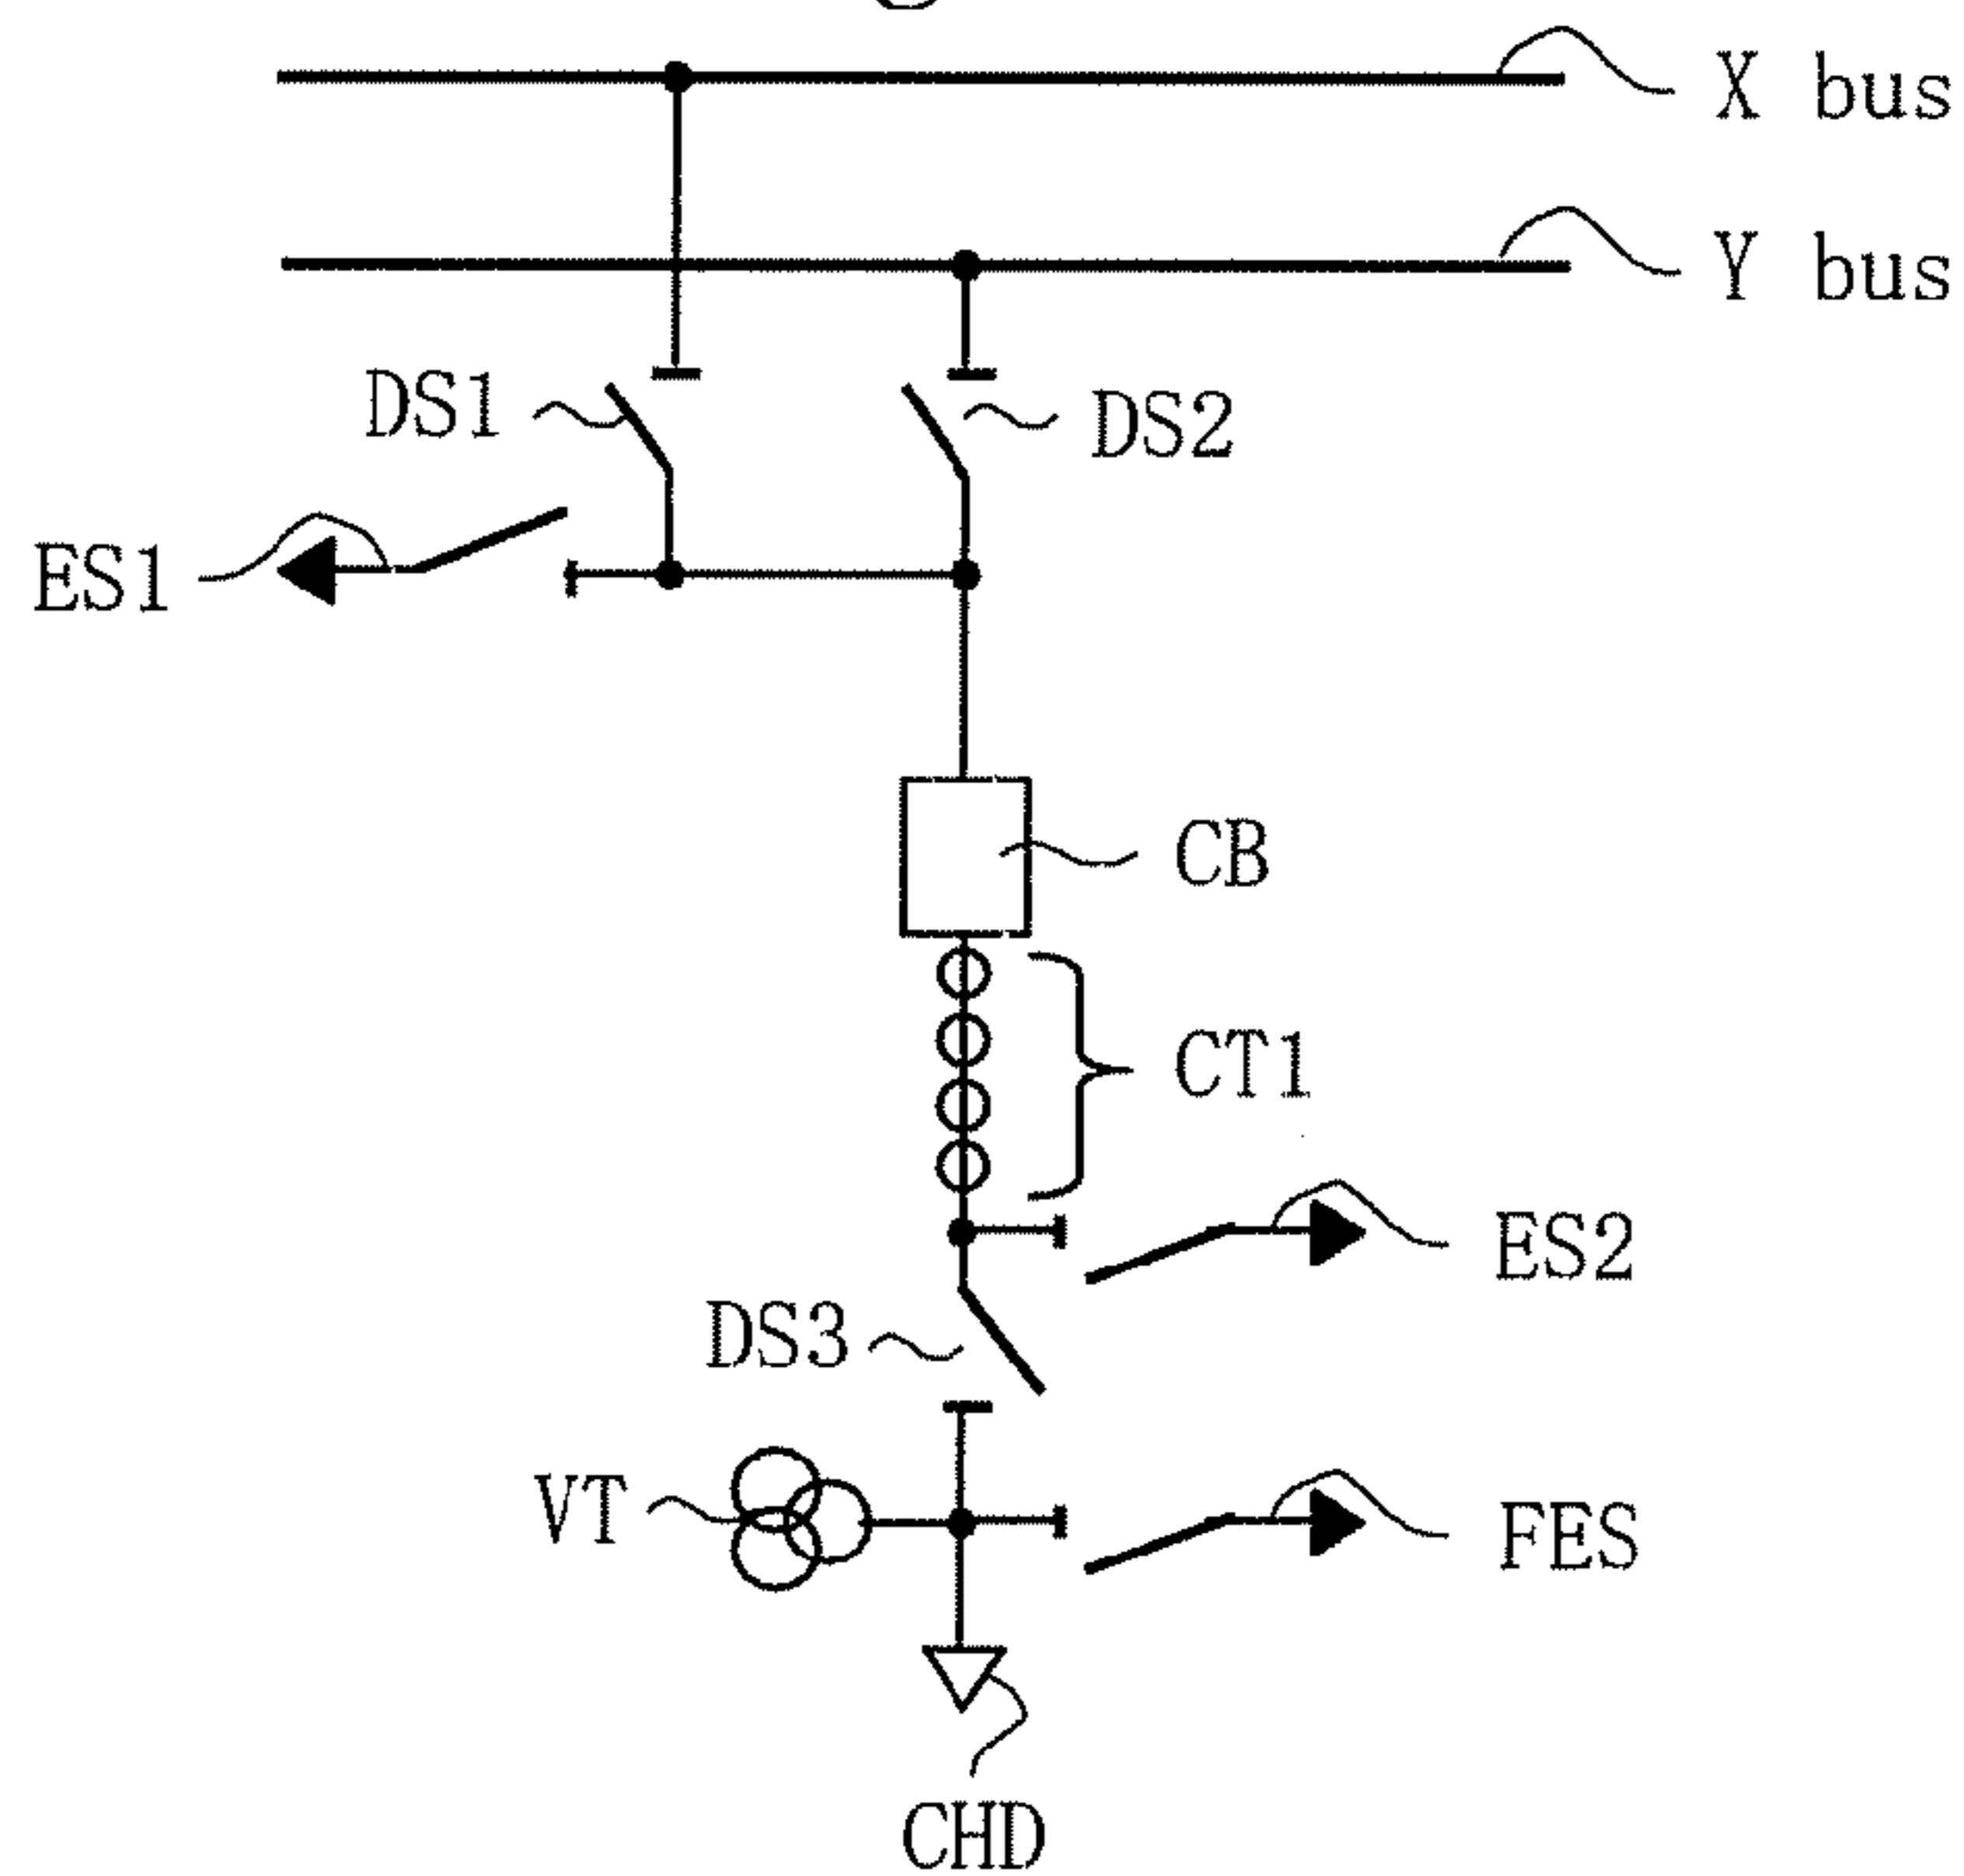 X bus
Y bus
DS1
DS2
ES1
CB
CT1
ES2
DS3
VT
FES
CHD